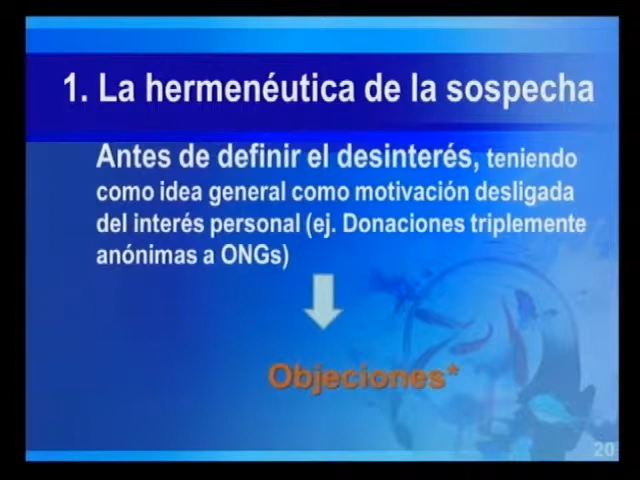 1. La hermenéutica de la sospecha
Antes de definir el desinterés, teniendo
como idea general como motivación desligada
del interés personal (ej. Donaciones triplemente
anónimas a ONGs)
Objeciones*
20